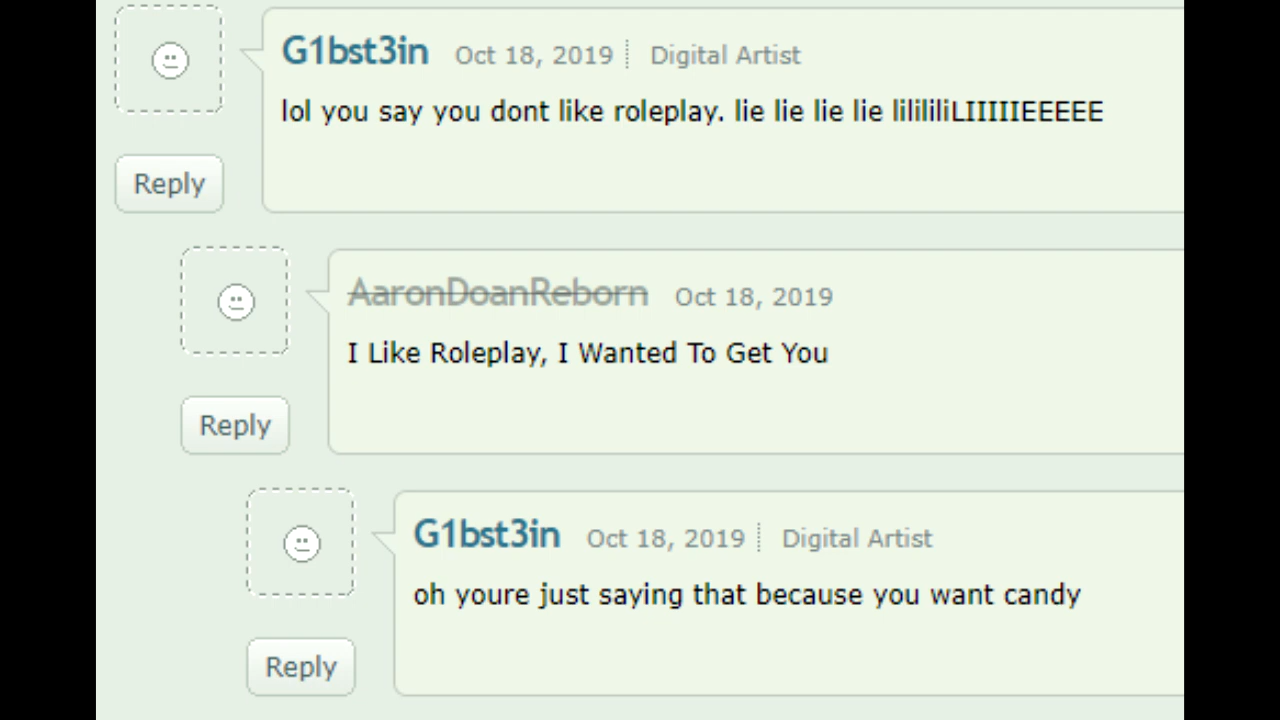 G1bst3in Oct 18, 2019 Digital Artist
lol you say you dont like roleplay. lie lie lie lie lilililiLIIIIIEEEEE
Reply
AaronDoanReborn Oct 18, 2019
I Like Roleplay, I Wanted To Get You
Reply
G1bst3in Oct 18, 2019 Digital Artist
oh youre just saying that because you want candy
Reply